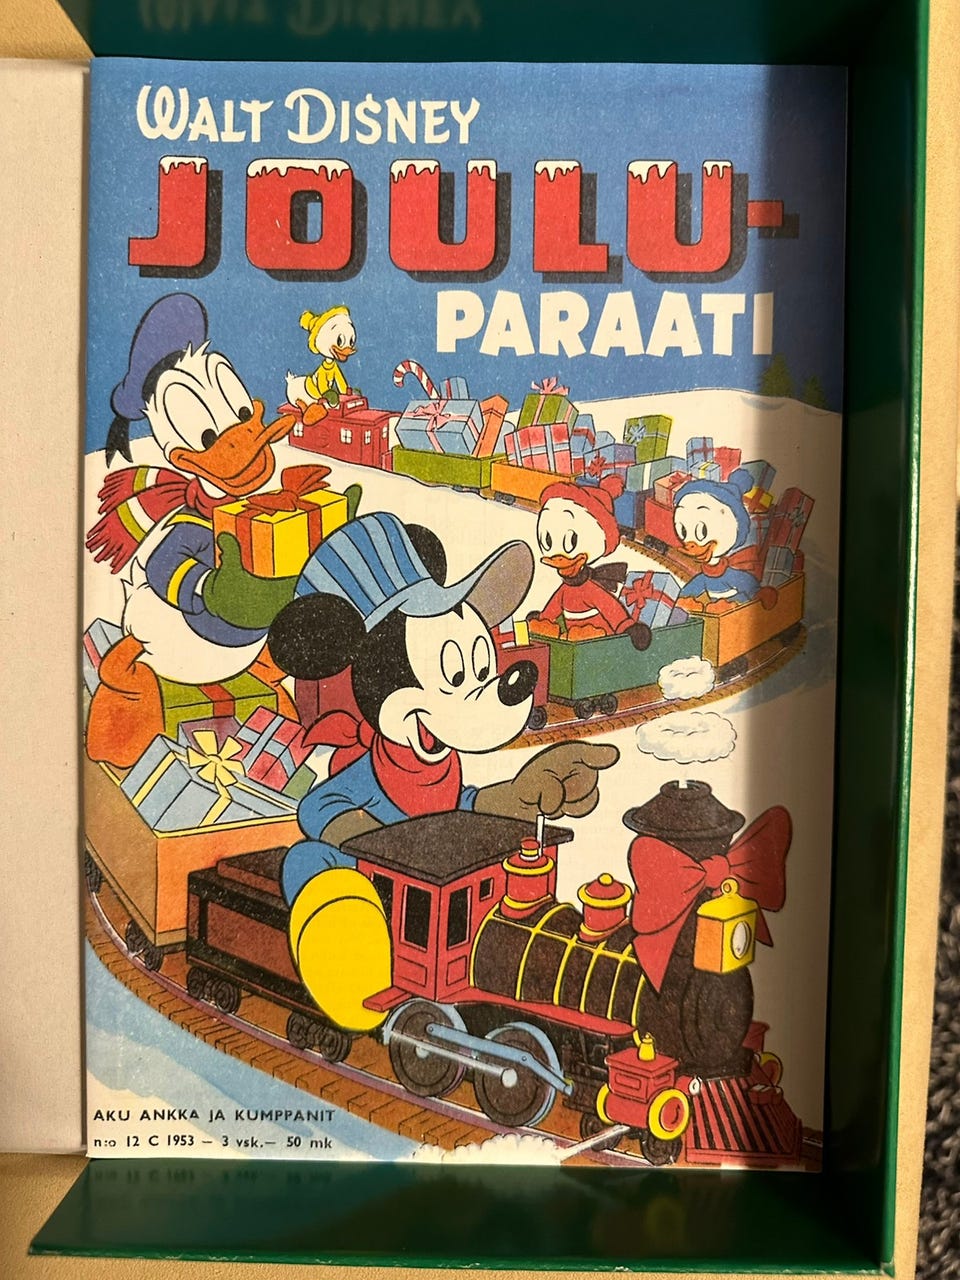 WALT DISNEY
JOULU-
PARAATI
AKU ANKKA JA KUMPPANIT
n:o 12 C 1953 — 3 vsk.— 50 mk